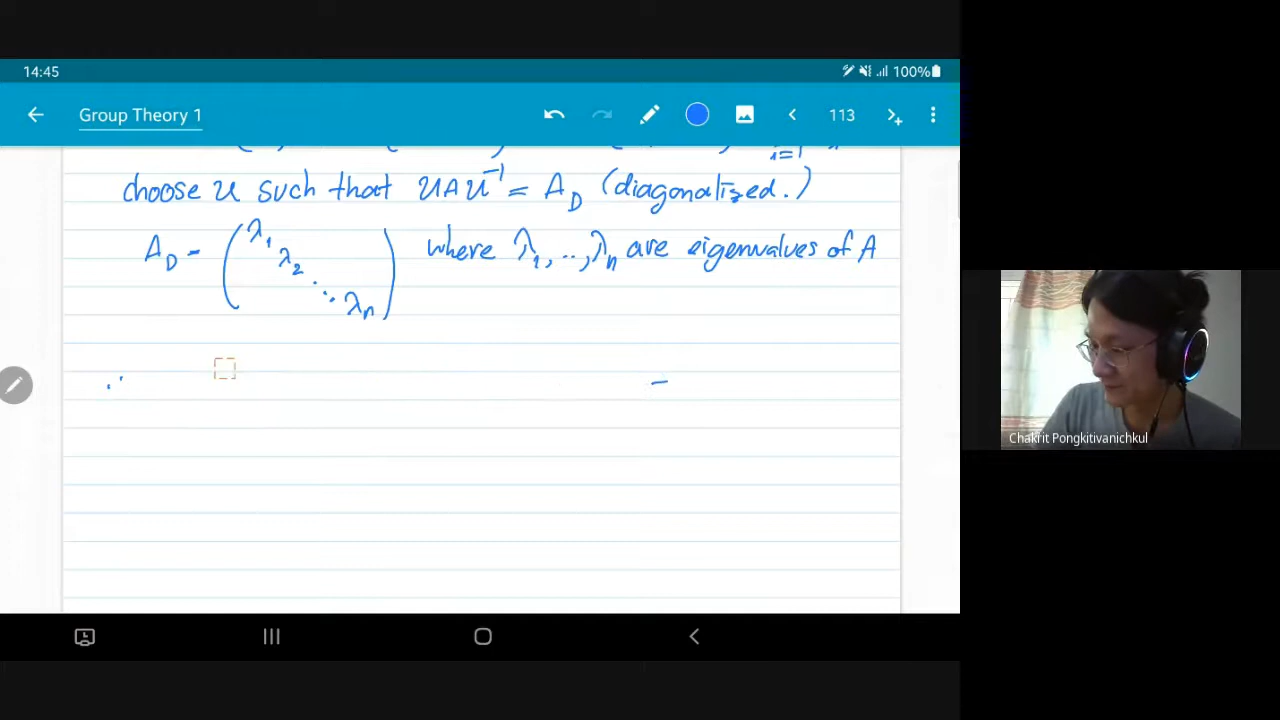 14:45
100%
Group Theory 1
113
i=1
choose U such that UAU⁻¹ = A_D (diagonalized.)
A_D = (λ₁ λ₂ ⋱ λₙ) where λ₁, .., λₙ are eigenvalues of A
Chakrit Pongkitivanichkul